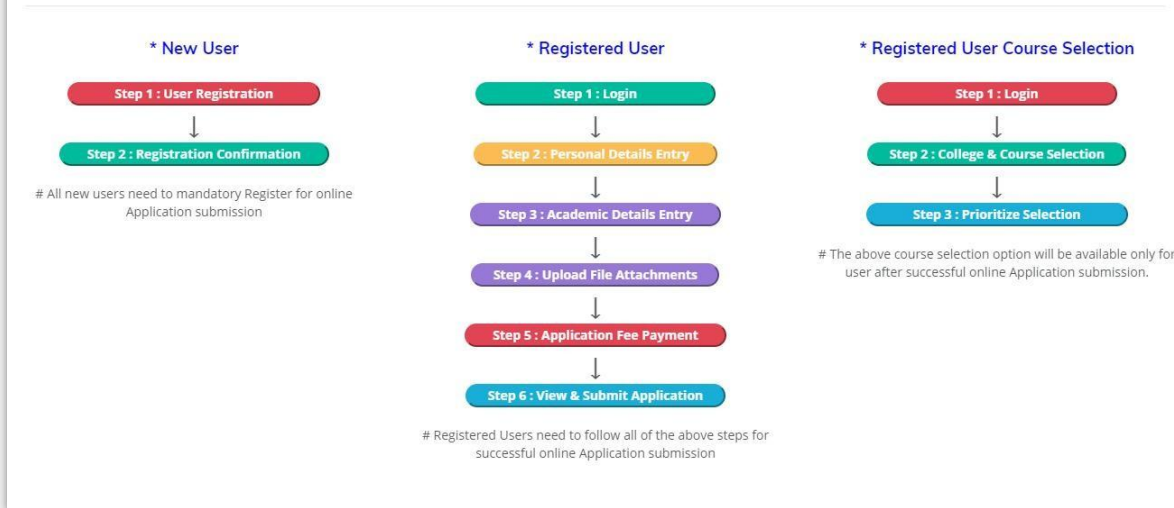 * New User
Step 1 : User Registration
↓
Step 2 : Registration Confirmation
# All new users need to mandatory Register for online
Application submission
* Registered User
Step 1 : Login
↓
Step 2 : Personal Details Entry
↓
Step 3 : Academic Details Entry
↓
Step 4 : Upload File Attachments
↓
Step 5 : Application Fee Payment
↓
Step 6 : View & Submit Application
# Registered Users need to follow all of the above steps for
successful online Application submission
* Registered User Course Selection
Step 1 : Login
↓
Step 2 : College & Course Selection
↓
Step 3 : Prioritize Selection
# The above course selection option will be available only for
user after successful online Application submission.